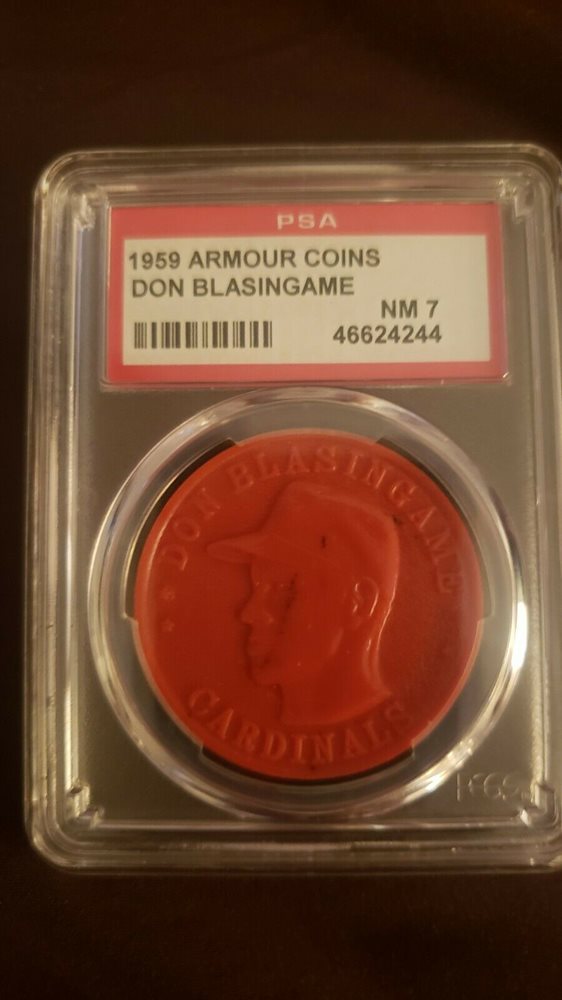 PSA
1959 ARMOUR COINS
DON BLASINGAME
NM 7
46624244
DON BLASINGAME
CARDINALS